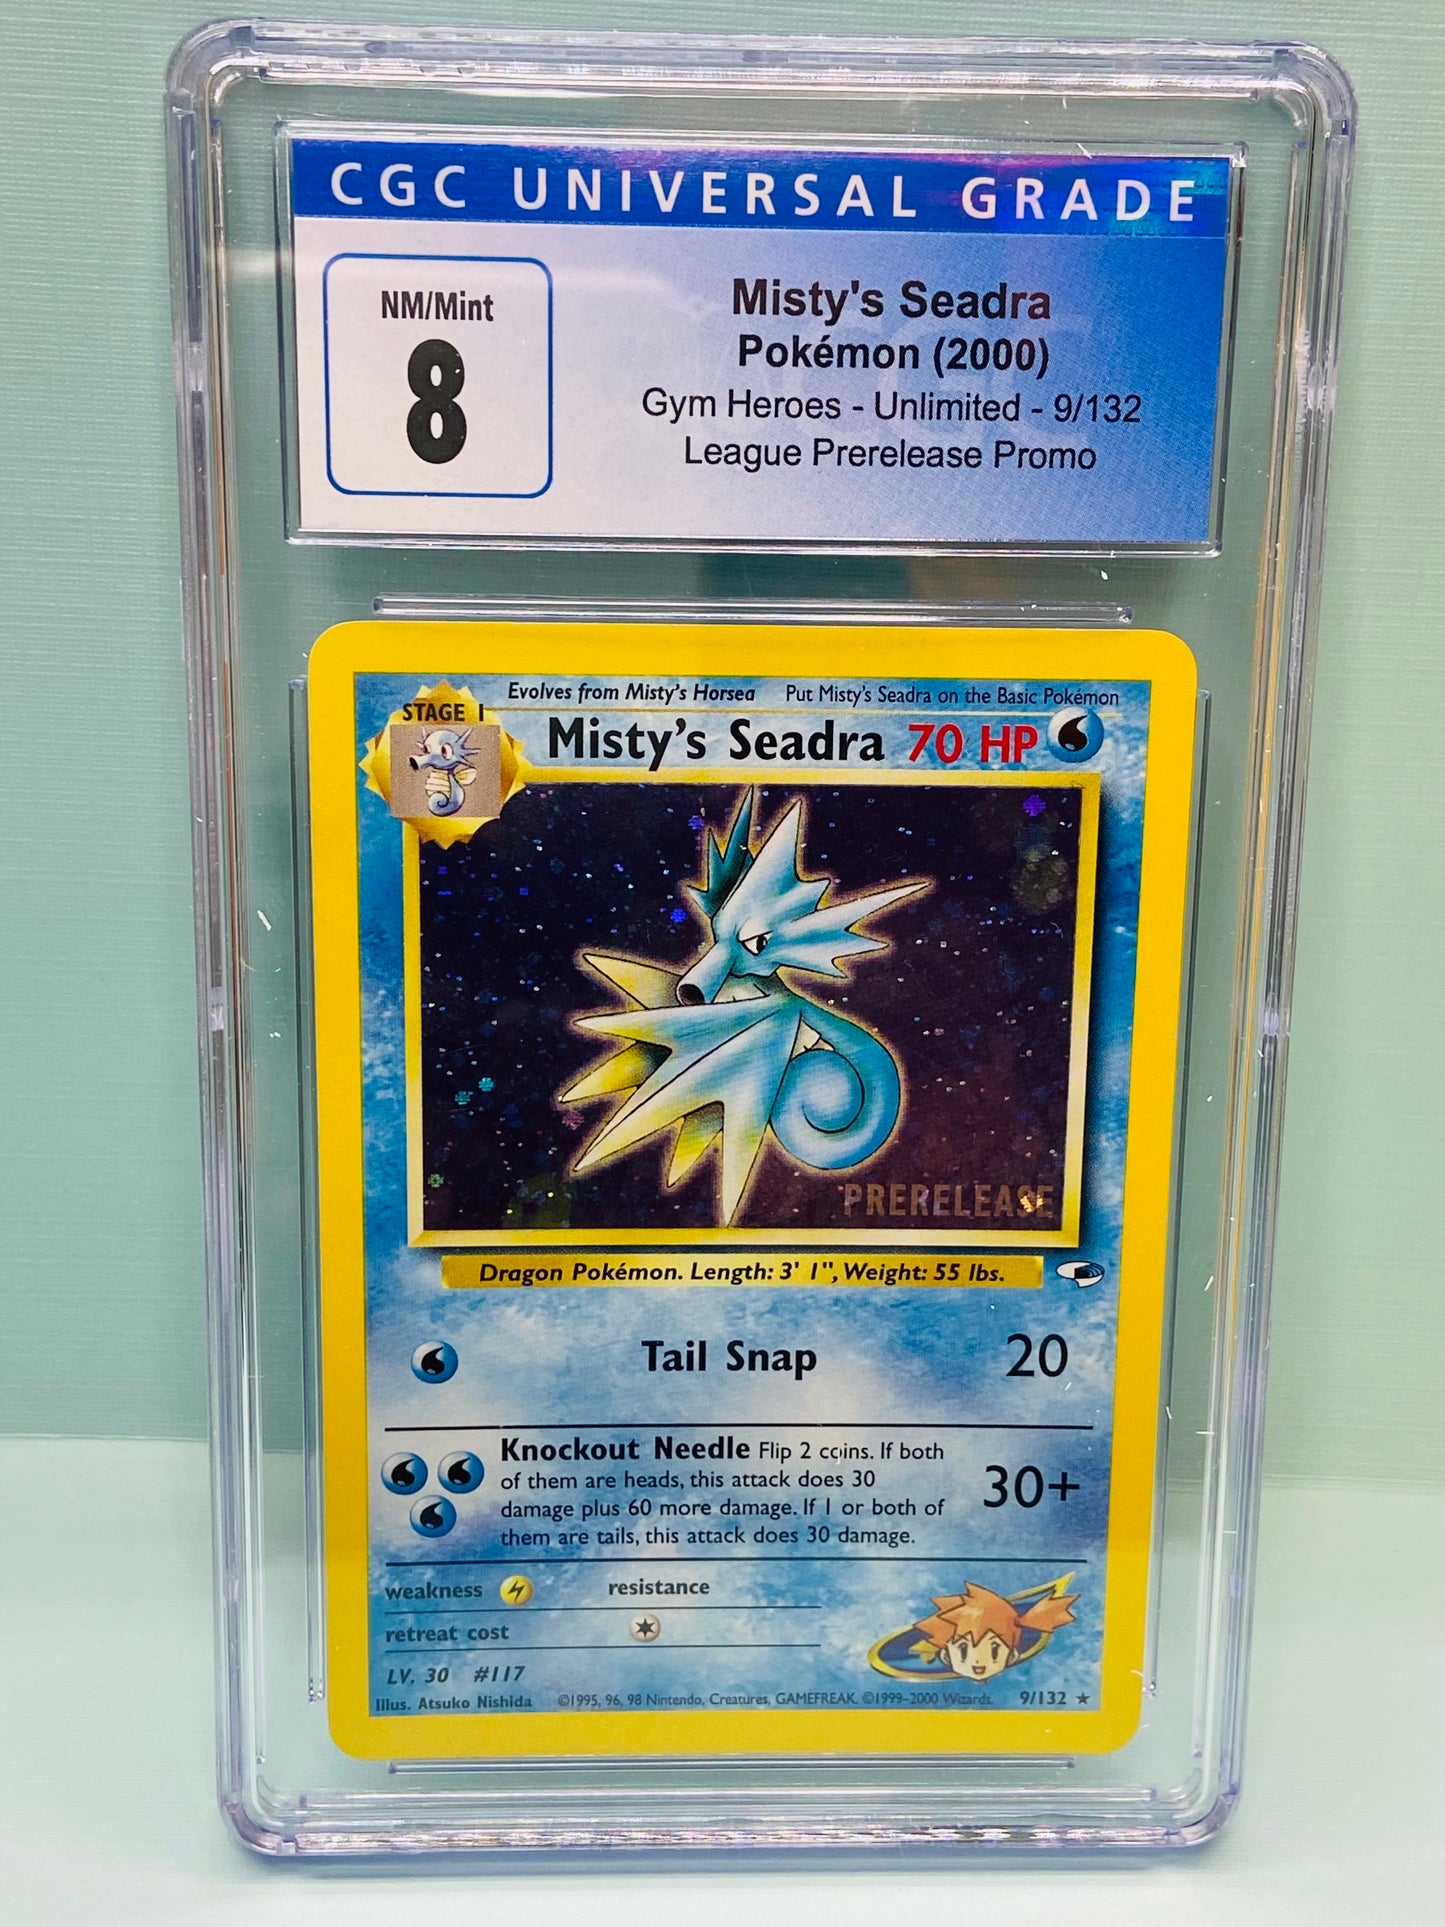 CGC UNIVERSAL GRADE
NM/Mint
8
Misty's Seadra
Pokémon (2000)
Gym Heroes - Unlimited - 9/132
League Prerelease Promo
Evolves from Misty's Horsea Put Misty's Seadra on the Basic Pokémon
STAGE 1
Misty's Seadra 70 HP
PRERELEASE
Dragon Pokémon. Length: 3' 1", Weight: 55 lbs.
Tail Snap 20
Knockout Needle Flip 2 coins. If both
of them are heads, this attack does 30
damage plus 60 more damage. If 1 or both of
them are tails, this attack does 30 damage.
30+
weakness resistance
retreat cost
LV. 30 #117
Illus. Atsuko Nishida ©1995, 96, 98 Nintendo, Creatures, GAMEFREAK. ©1999-2000 Wizards. 9/132 ★